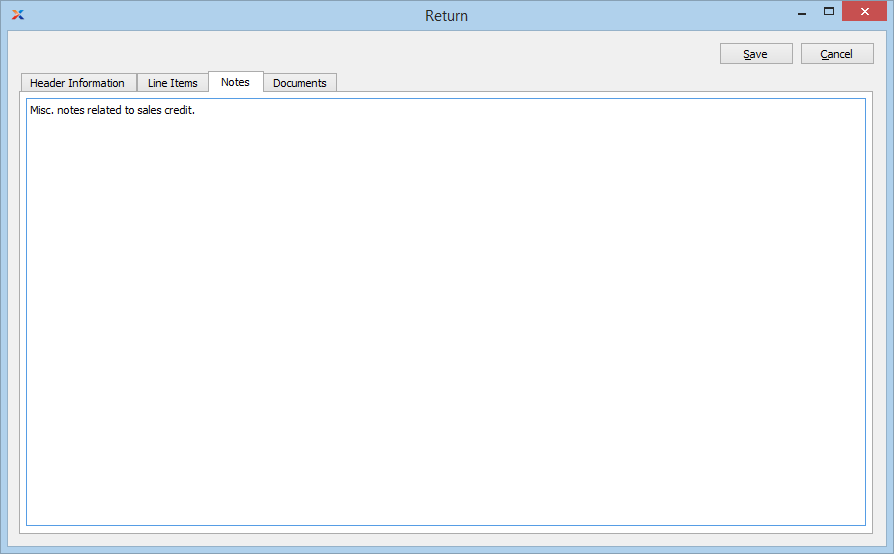 Return
Save Cancel
Header Information Line Items Notes Documents
Misc. notes related to sales credit.